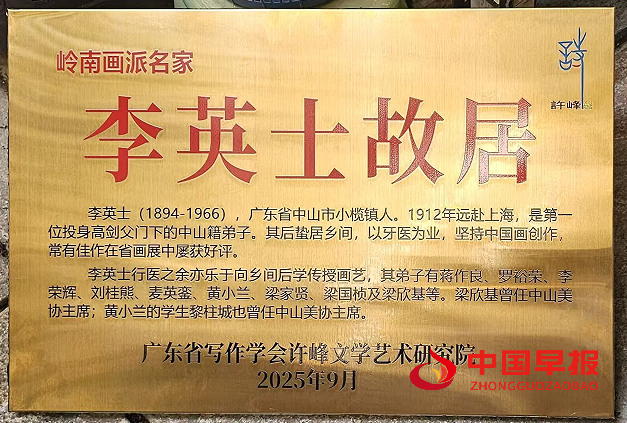 岭南画派名家
許峰
李英士故居
李英士（1894-1966），广东省中山市小榄镇人。1912年远赴上海，是第一
位投身高剑父门下的中山籍弟子。其后蛰居乡间，以牙医为业，坚持中国画创作，
常有佳作在省画展中屡获好评。
李英士行医之余亦乐于向乡间后学传授画艺，其弟子有蒋作良、罗裕荣、李
荣辉、刘桂熊、麦英銮、黄小兰、梁家贤、梁国桢及梁欣基等。梁欣基曾任中山美
协主席；黄小兰的学生黎柱城也曾任中山美协主席。
广东省写作学会许峰文学艺术研究院
2025年9月
中国早报
ZHONGGUOZAOBAO